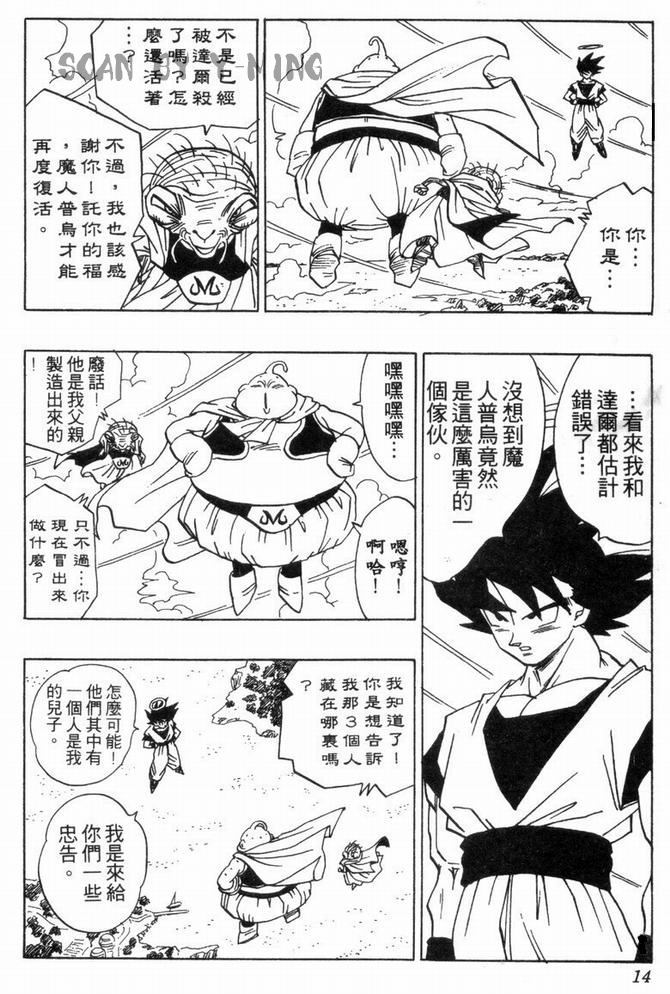 你…
你是…
不是已經
被達爾殺
了嗎？怎
麼還活著
…？
不過，我也該感
謝你！託你的福
，魔人普烏才能
再度復活。
SCAN BY Y-MING
…看來我和
達爾都估計
錯誤了…
沒想到魔
人普烏竟然
是這麼厲害的一
個傢伙。
嘿嘿嘿嘿…
嗯哼！
啊哈！
廢話！
他是我父親
製造出來的
！
只不過…你
現在冒出來
做什麼？
我知道了！
你是想告訴
我那3個人
藏在哪裏嗎
？
怎麼可能！
他們其中有
一個人是我
的兒子。
我是來給
你們一些
忠告。
14